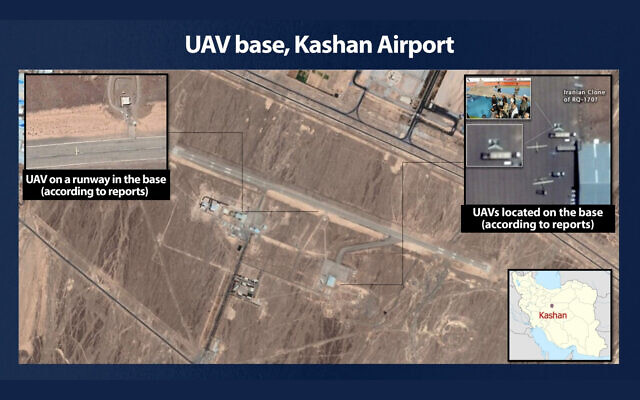 UAV base, Kashan Airport
UAV on a runway in the base
(according to reports)
Iranian Clone
of RQ-170?
UAVs located on the base
(according to reports)
Kashan